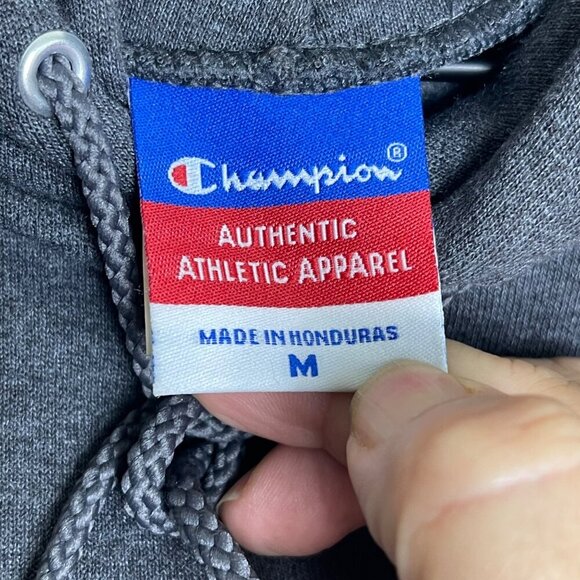 Champion®
AUTHENTIC
ATHLETIC APPAREL
MADE IN HONDURAS
M